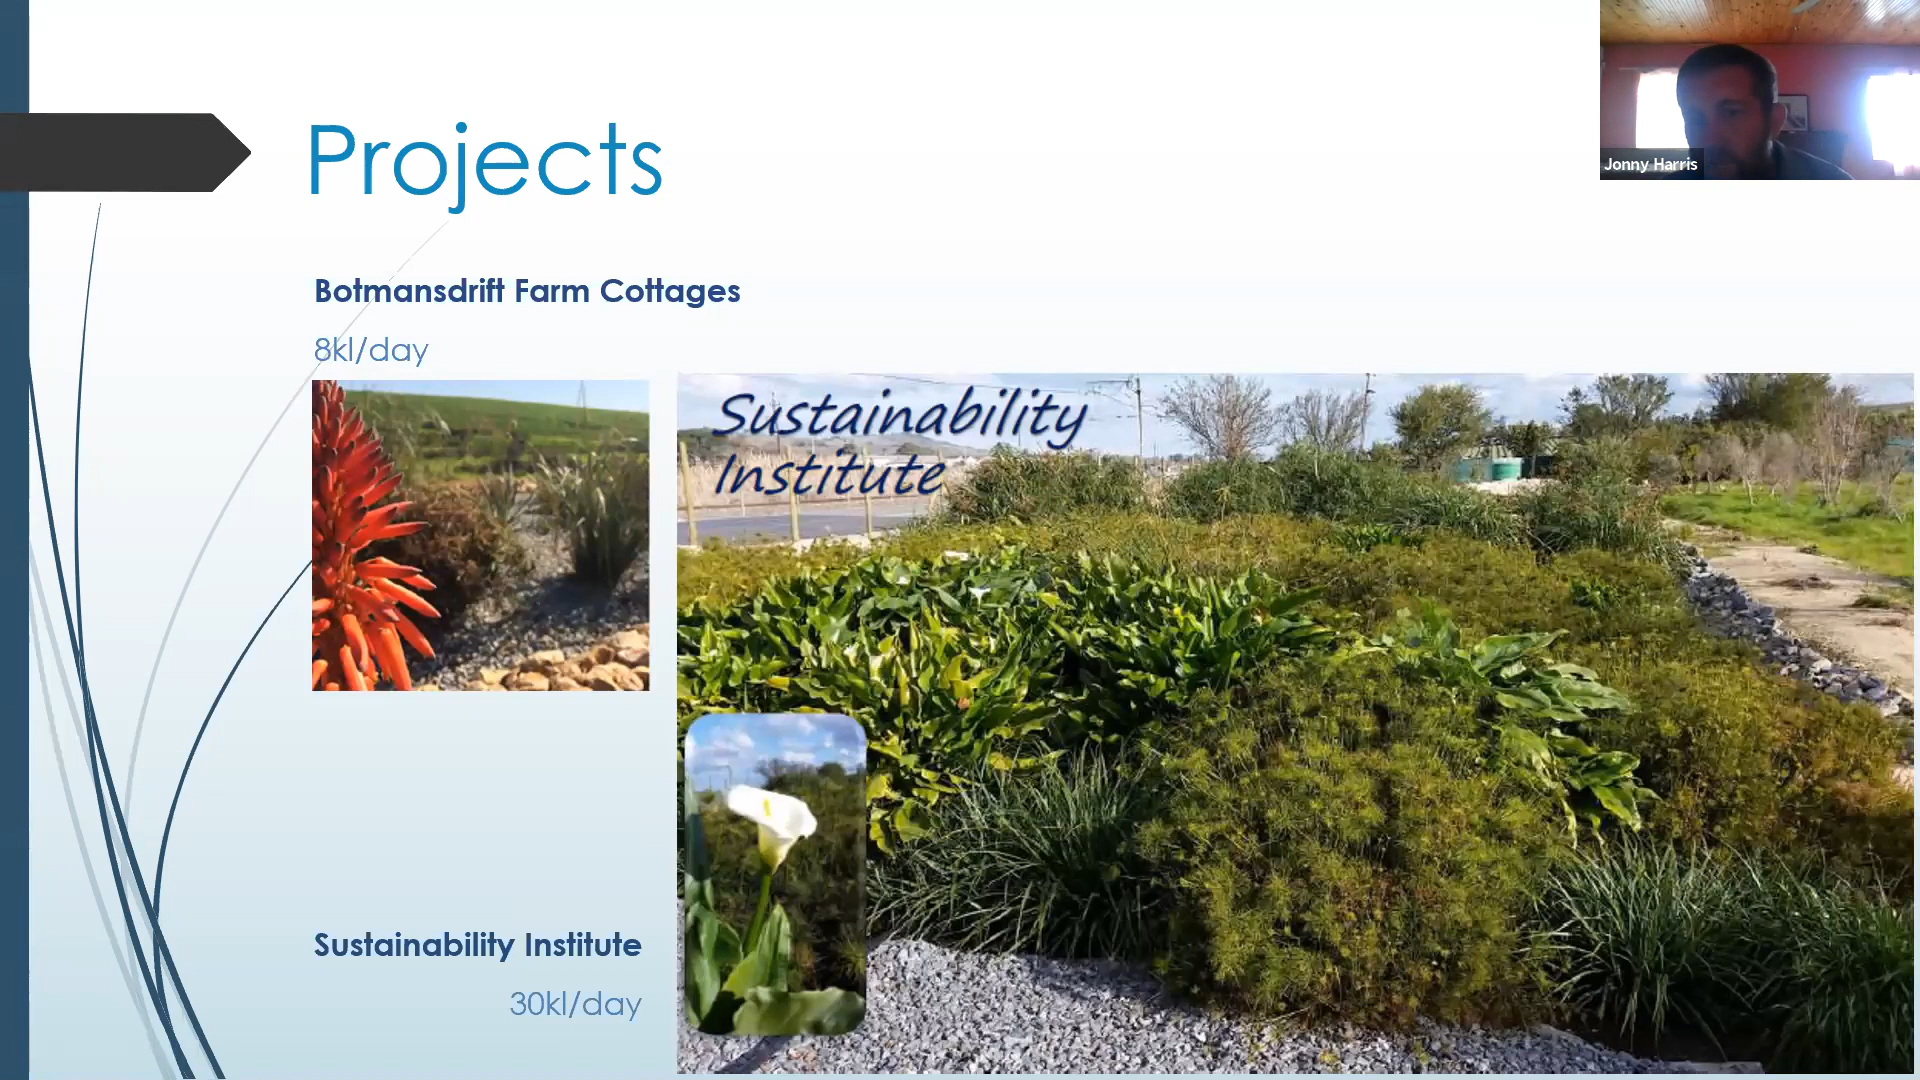 Projects
Jonny Harris
Botmansdrift Farm Cottages
8kl/day
Sustainability
Institute
Sustainability Institute
30kl/day